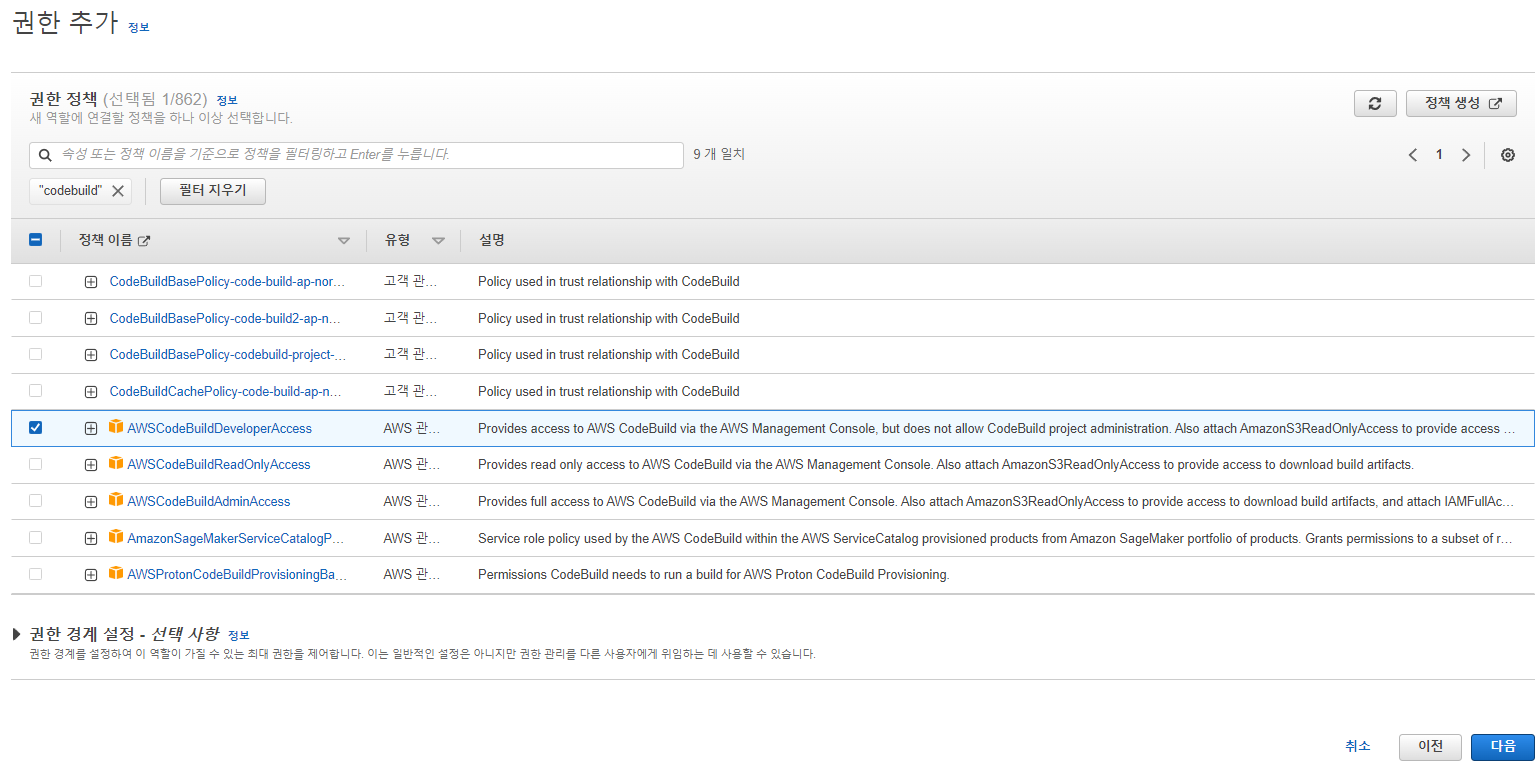 권한 추가 정보
권한 정책 (선택됨 1/862) 정보
새 역할에 연결할 정책을 하나 이상 선택합니다.
정책 생성
속성 또는 정책 이름을 기준으로 정책을 필터링하고 Enter를 누릅니다.
9 개 일치
1
"codebuild"
필터 지우기
정책 이름 유형 설명
CodeBuildBasePolicy-code-build-ap-nor… 고객 관… Policy used in trust relationship with CodeBuild
CodeBuildBasePolicy-code-build2-ap-n… 고객 관… Policy used in trust relationship with CodeBuild
CodeBuildBasePolicy-codebuild-project-… 고객 관… Policy used in trust relationship with CodeBuild
CodeBuildCachePolicy-code-build-ap-n… 고객 관… Policy used in trust relationship with CodeBuild
AWSCodeBuildDeveloperAccess AWS 관… Provides access to AWS CodeBuild via the AWS Management Console, but does not allow CodeBuild project administration. Also attach AmazonS3ReadOnlyAccess to provide access …
AWSCodeBuildReadOnlyAccess AWS 관… Provides read only access to AWS CodeBuild via the AWS Management Console. Also attach AmazonS3ReadOnlyAccess to provide access to download build artifacts.
AWSCodeBuildAdminAccess AWS 관… Provides full access to AWS CodeBuild via the AWS Management Console. Also attach AmazonS3ReadOnlyAccess to provide access to download build artifacts, and attach IAMFullAc…
AmazonSageMakerServiceCatalogP… AWS 관… Service role policy used by the AWS CodeBuild within the AWS ServiceCatalog provisioned products from Amazon SageMaker portfolio of products. Grants permissions to a subset of r…
AWSProtonCodeBuildProvisioningBa… AWS 관… Permissions CodeBuild needs to run a build for AWS Proton CodeBuild Provisioning.
권한 경계 설정 - 선택 사항 정보
권한 경계를 설정하여 이 역할이 가질 수 있는 최대 권한을 제어합니다. 이는 일반적인 설정은 아니지만 권한 관리를 다른 사용자에게 위임하는 데 사용할 수 있습니다.
취소 이전 다음